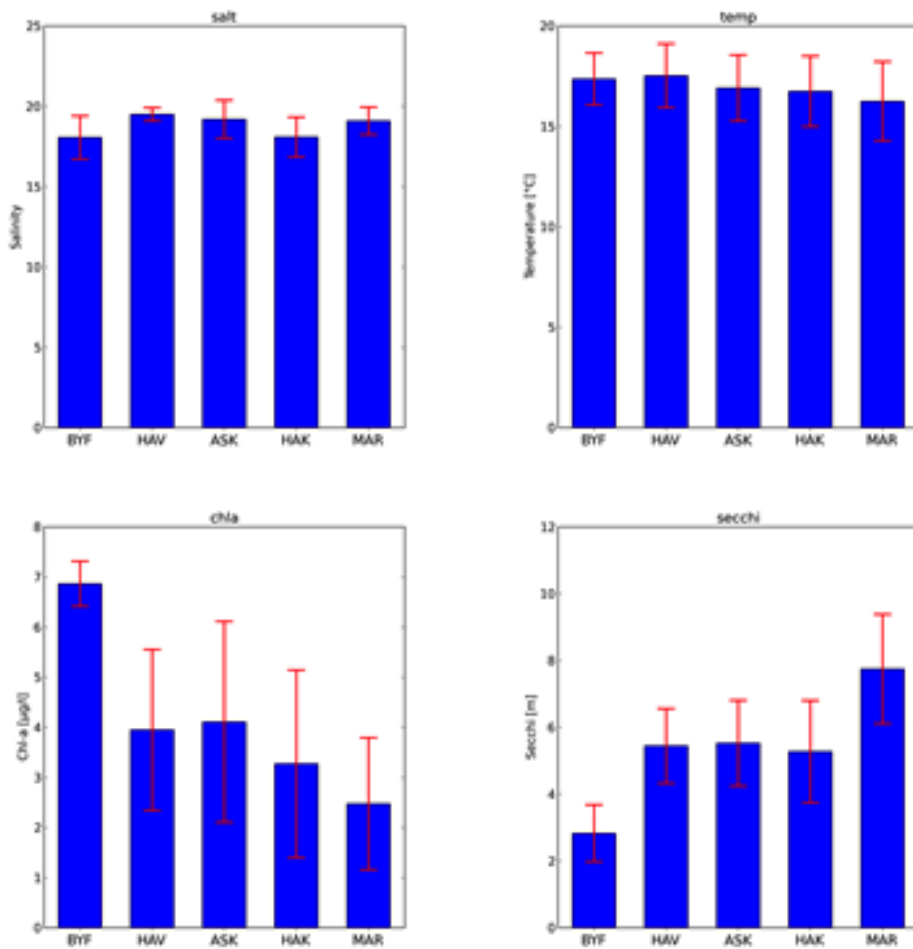 salt
25
20
15
10
5
0
Salinity
BYF HAV ASK HAK MAR
temp
20
15
10
5
0
Temperature [°C]
BYF HAV ASK HAK MAR
chla
8
7
6
5
4
3
2
1
0
Chl-a [µg/l]
BYF HAV ASK HAK MAR
secchi
12
10
8
6
4
2
0
Secchi [m]
BYF HAV ASK HAK MAR